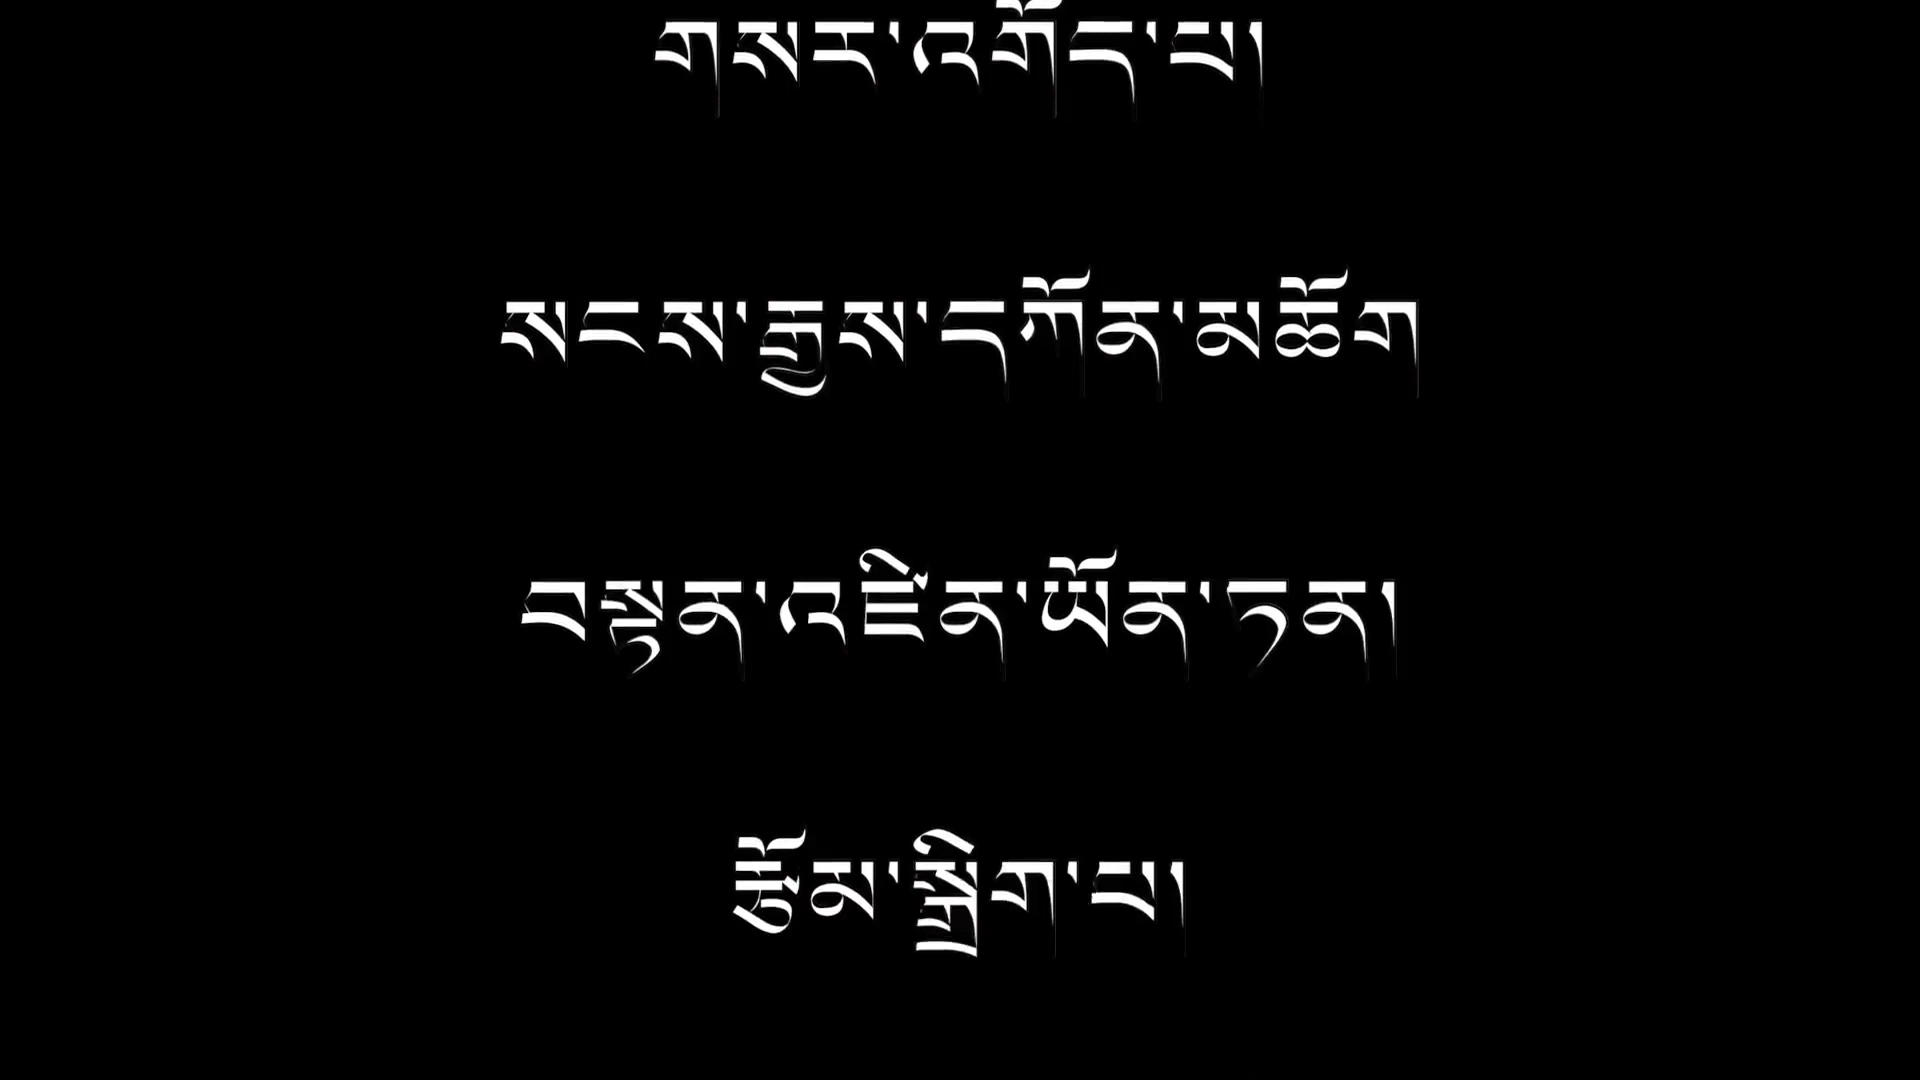 གསར་འགོད་པ།
སངས་རྒྱས་དཀོན་མཆོག
བསྟན་འཛིན་ཡོན་ཏན།
རྩོམ་སྒྲིག་པ།